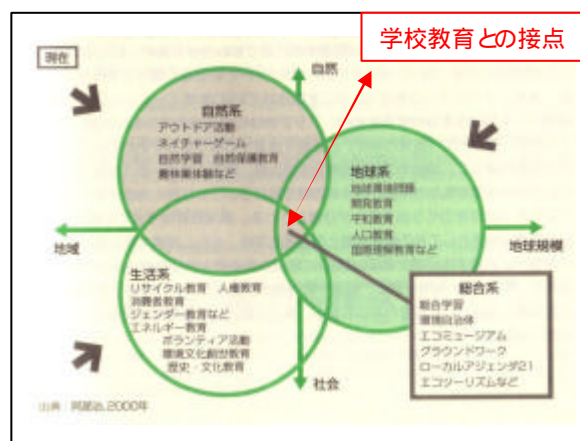 学校教育との接点
現在
自然
自然系
アウトドア活動
ネイチャーゲーム
自然学習 自然保護教育
農林業体験など
地球系
地球環境問題
開発教育
平和教育
人口教育
国際理解教育など
地域
地球規模
生活系
リサイクル教育 人権教育
消費者教育
ジェンダー教育など
エネルギー教育
ボランティア活動
環境文化創世教育
歴史・文化教育
総合系
総合学習
環境自治体
エコミュージアム
グラウンドワーク
ローカルアジェンダ21
エコツーリズムなど
社会
出典:阿部治,2000年